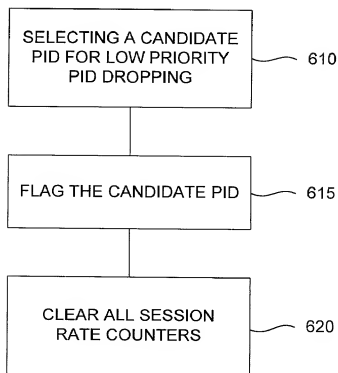 SELECTING A CANDIDATE
PID FOR LOW PRIORITY
PID DROPPING
610
FLAG THE CANDIDATE PID
615
CLEAR ALL SESSION
RATE COUNTERS
620